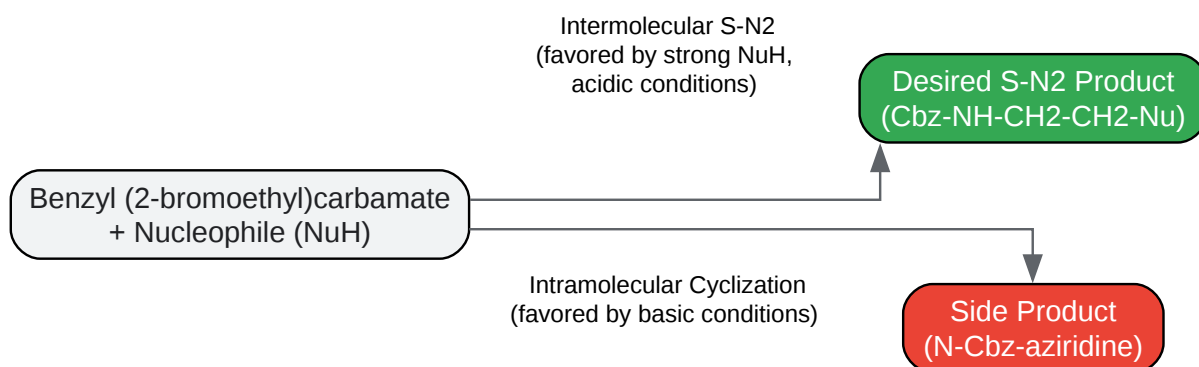 Intermolecular S-N2
(favored by strong NuH,
acidic conditions)
Desired S-N2 Product
(Cbz-NH-CH2-CH2-Nu)
Benzyl (2-bromoethyl)carbamate
+ Nucleophile (NuH)
Intramolecular Cyclization
(favored by basic conditions)
Side Product
(N-Cbz-aziridine)